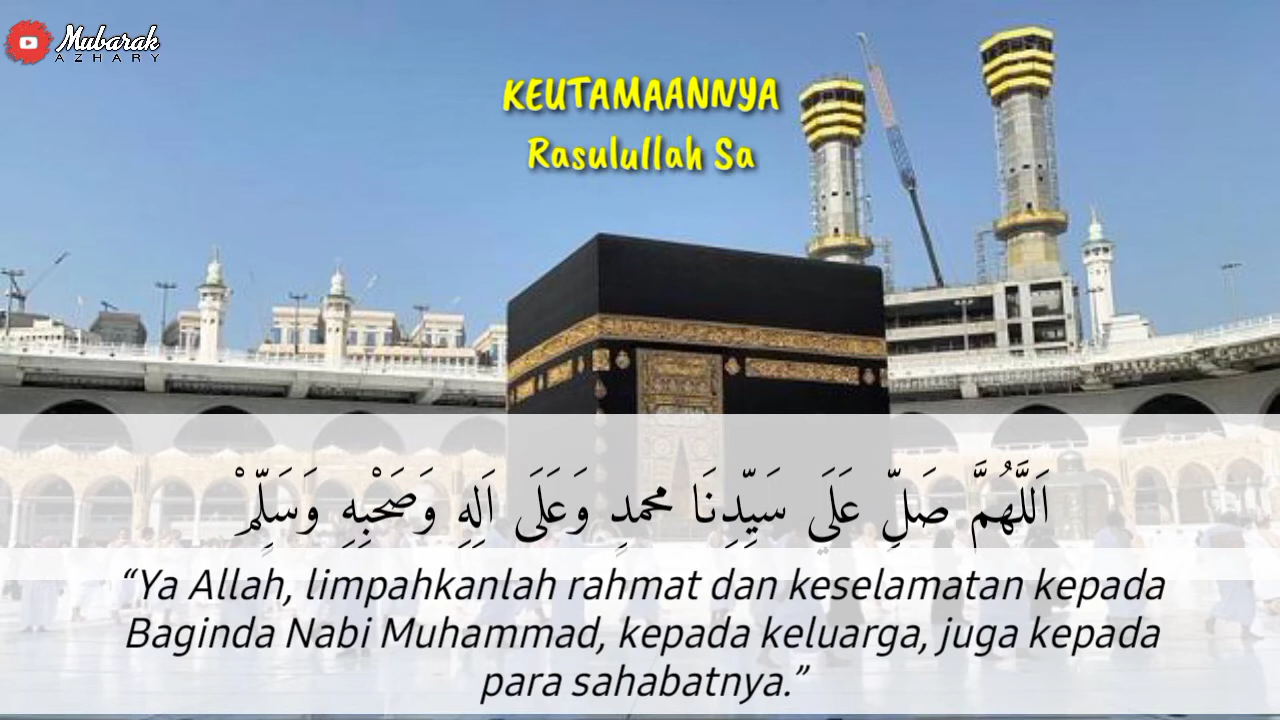 Mubarak
AZHARY
KEUTAMAANNYA
Rasulullah Sa
اَللَّهُمَّ صَلِّ عَلَي سَيِّدِنَا محمدٍ وَعَلَى اَلِهِ وَصَحْبِهِ وَسَلِّمْ
“Ya Allah, limpahkanlah rahmat dan keselamatan kepada
Baginda Nabi Muhammad, kepada keluarga, juga kepada
para sahabatnya.”